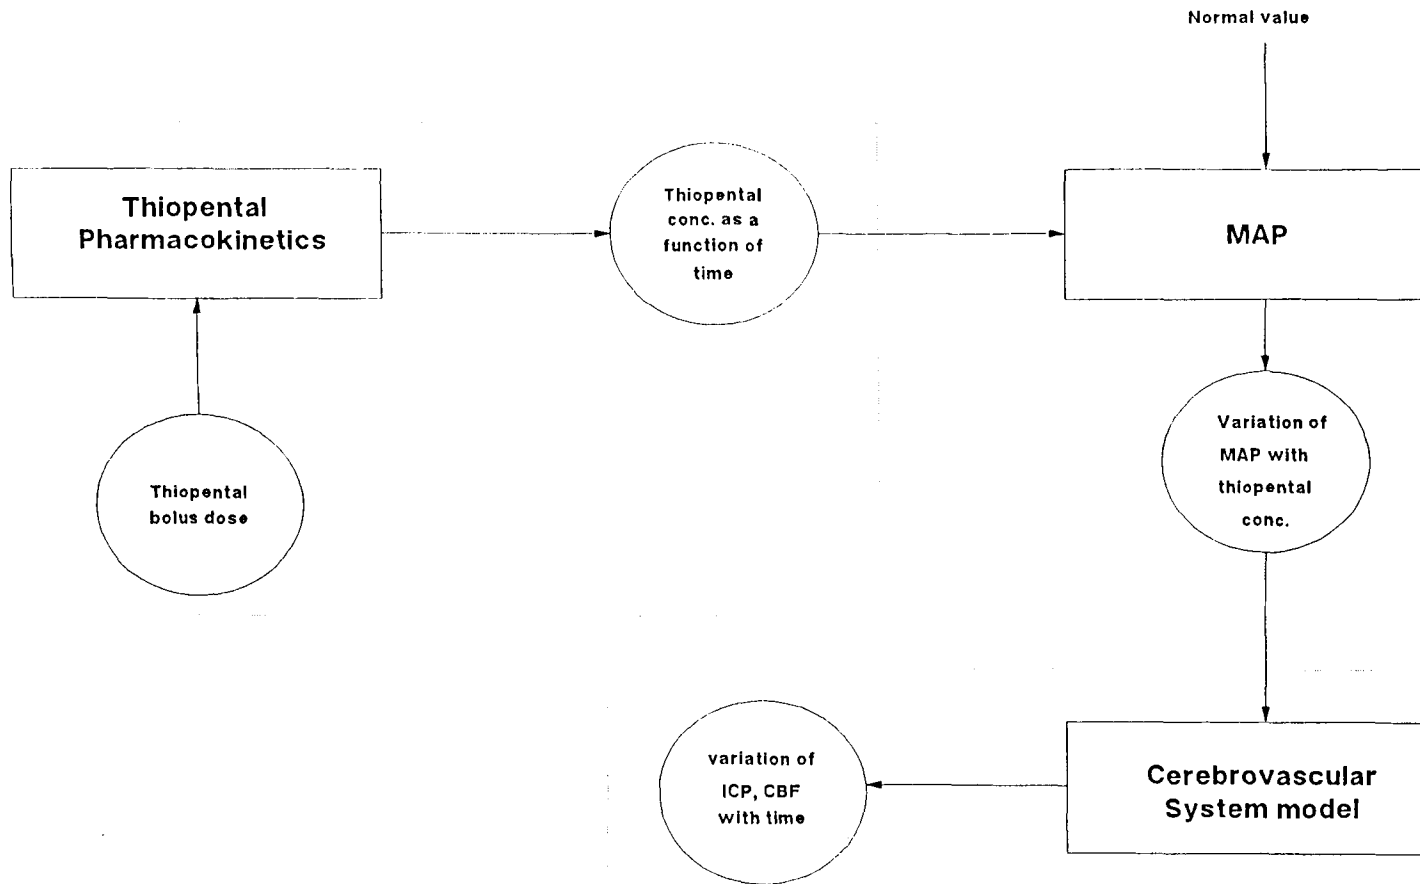 Normal value
Thiopental
Pharmacokinetics
Thiopental
conc. as a
function of
time
MAP
Thiopental
bolus dose
Variation of
MAP with
thiopental
conc.
variation of
ICP, CBF
with time
Cerebrovascular
System model